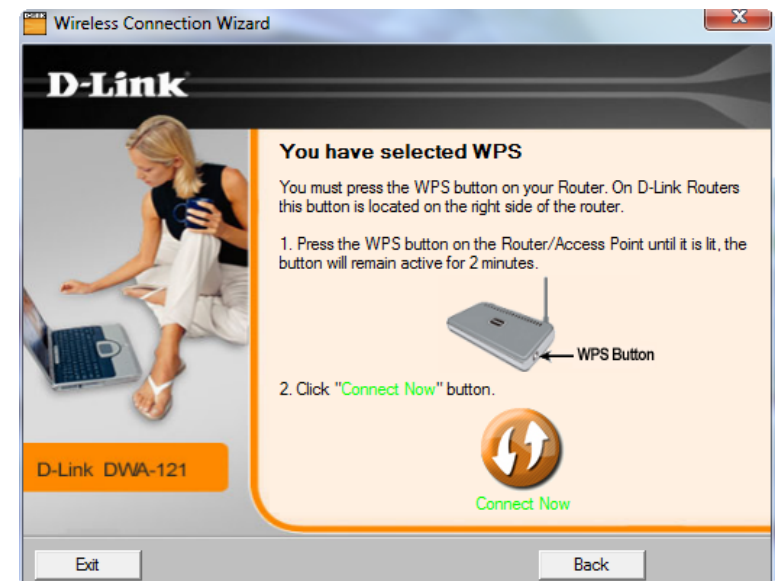 Wireless Connection Wizard
D-Link
You have selected WPS
You must press the WPS button on your Router. On D-Link Routers
this button is located on the right side of the router.
1. Press the WPS button on the Router/Access Point until it is lit, the
button will remain active for 2 minutes.
WPS Button
2. Click "Connect Now" button.
D-Link DWA-121
Connect Now
Exit
Back